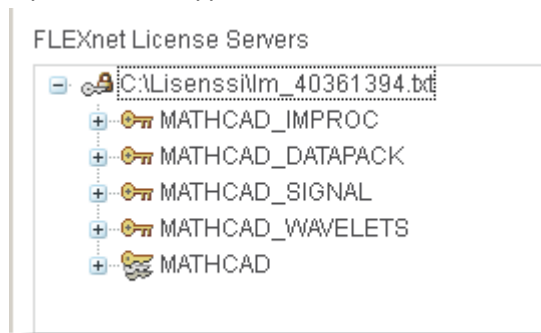 FLEXnet License Servers
C:\Lisenssi\lm_40361394.txt
MATHCAD_IMPROC
MATHCAD_DATAPACK
MATHCAD_SIGNAL
MATHCAD_WAVELETS
MATHCAD